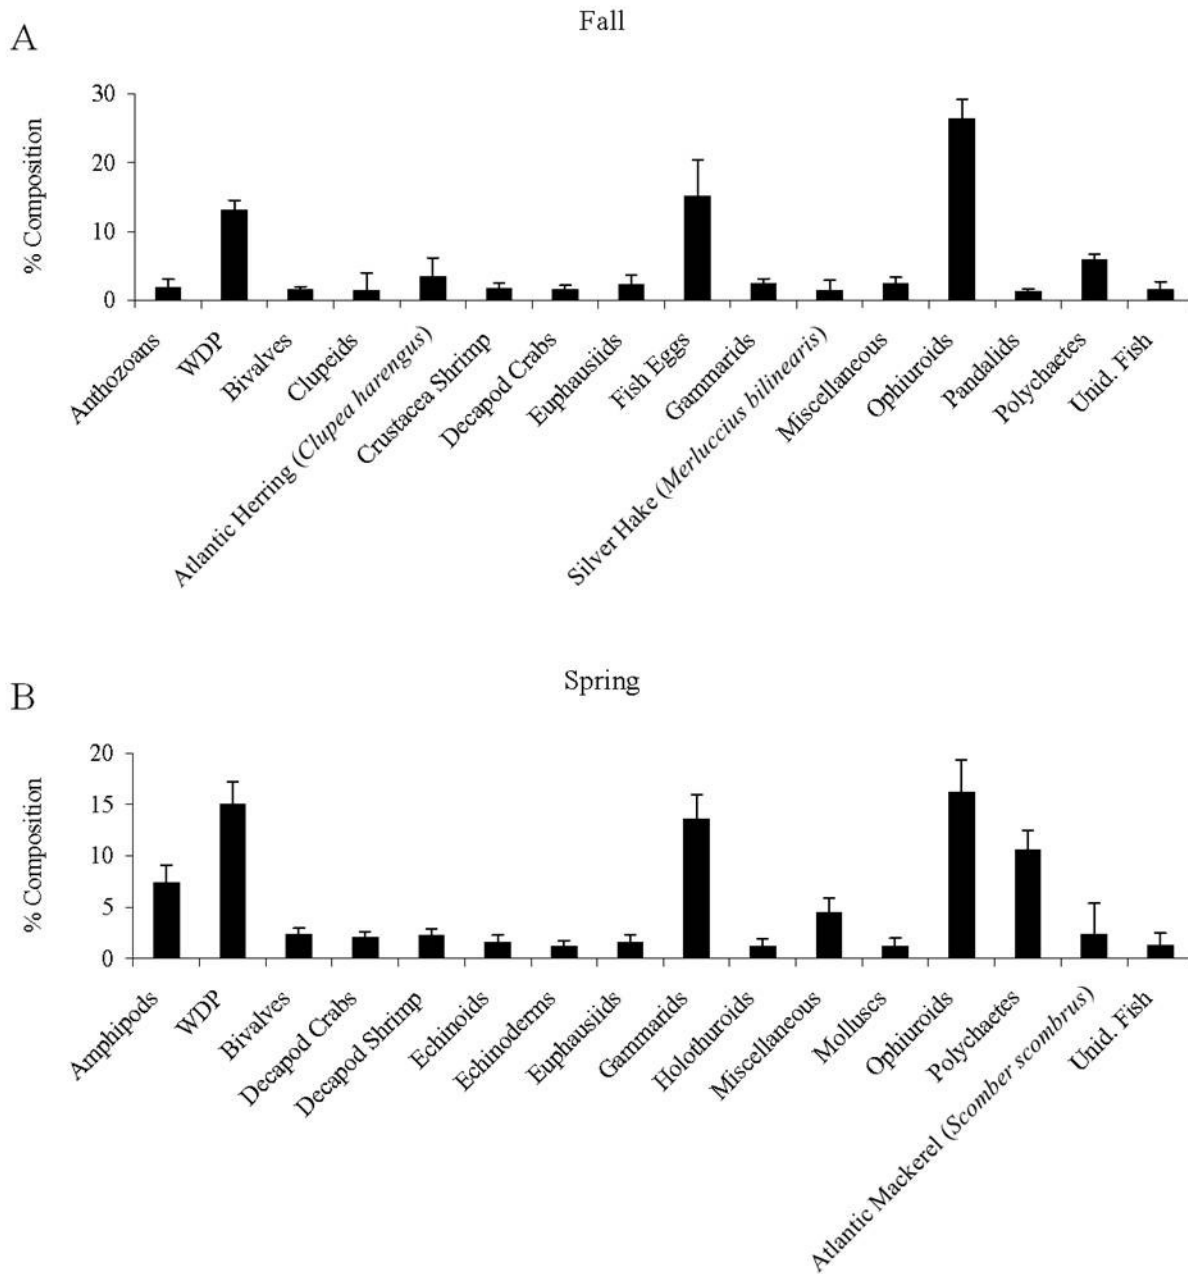 A
Fall
% Composition
30
20
10
0
Anthozoans
WDP
Bivalves
Clupeids
Atlantic Herring (Clupea harengus)
Crustacea Shrimp
Decapod Crabs
Euphausiids
Fish Eggs
Gammarids
Silver Hake (Merluccius bilinearis)
Miscellaneous
Ophiuroids
Pandalids
Polychaetes
Unid. Fish
B
Spring
% Composition
20
15
10
5
0
Amphipods
WDP
Bivalves
Decapod Crabs
Decapod Shrimp
Echinoids
Echinoderms
Euphausiids
Gammarids
Holothuroids
Miscellaneous
Molluscs
Ophiuroids
Polychaetes
Atlantic Mackerel (Scomber scombrus)
Unid. Fish